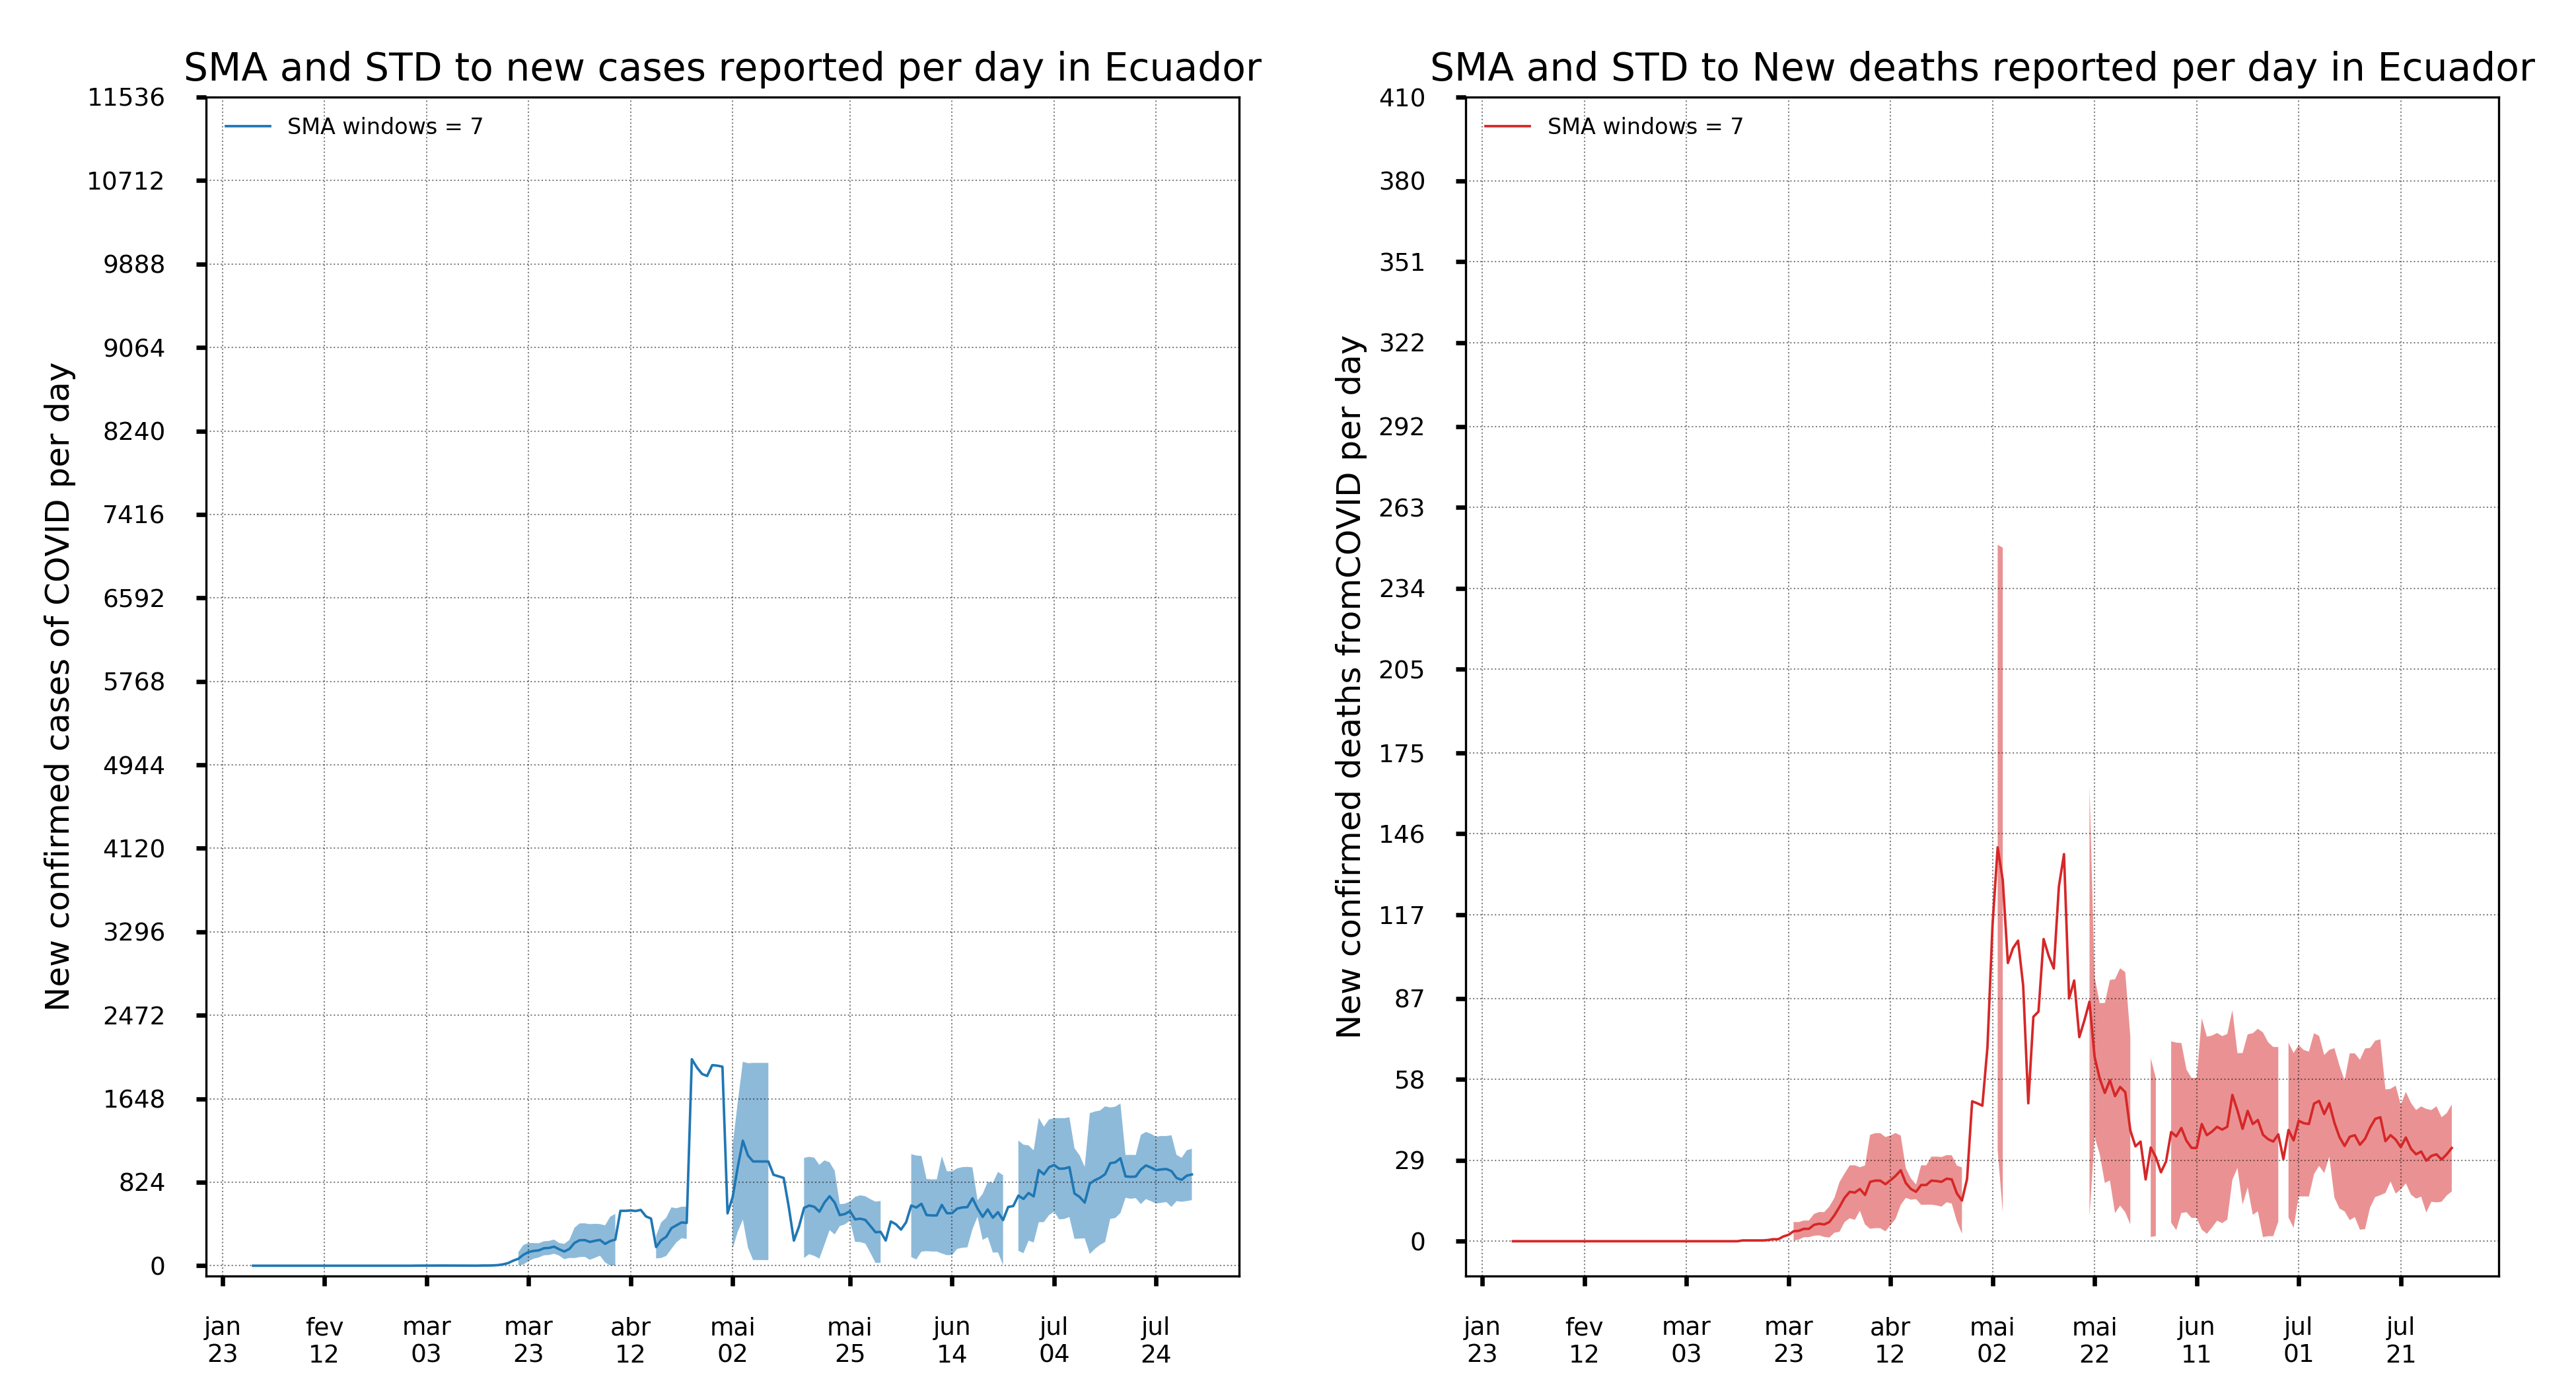 SMA and STD to new cases reported per day in Ecuador
SMA windows = 7
New confirmed cases of COVID per day
11536
10712
9888
9064
8240
7416
6592
5768
4944
4120
3296
2472
1648
824
0
jan 23
fev 12
mar 03
mar 23
abr 12
mai 02
mai 25
jun 14
jul 04
jul 24
SMA and STD to New deaths reported per day in Ecuador
SMA windows = 7
New confirmed deaths fromCOVID per day
410
380
351
322
292
263
234
205
175
146
117
87
58
29
0
jan 23
fev 12
mar 03
mar 23
abr 12
mai 02
mai 22
jun 11
jul 01
jul 21